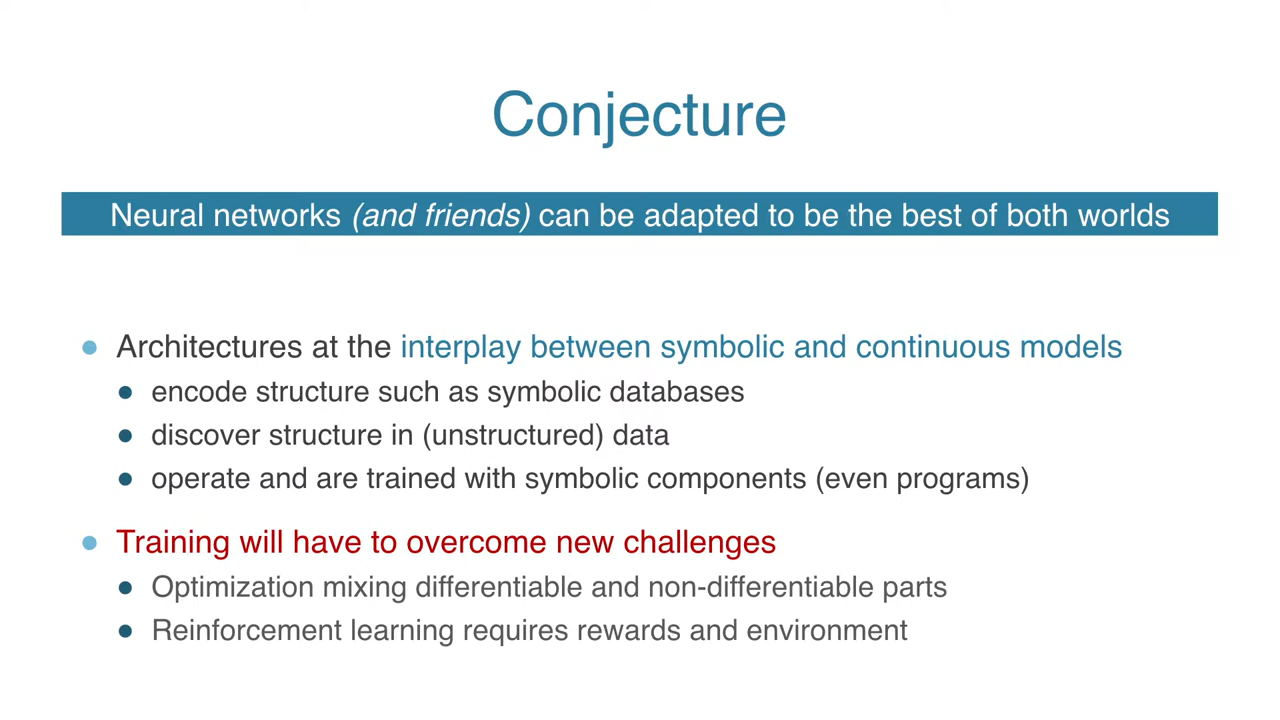 Conjecture
Neural networks (and friends) can be adapted to be the best of both worlds
● Architectures at the interplay between symbolic and continuous models
● encode structure such as symbolic databases
● discover structure in (unstructured) data
● operate and are trained with symbolic components (even programs)
● Training will have to overcome new challenges
● Optimization mixing differentiable and non-differentiable parts
● Reinforcement learning requires rewards and environment